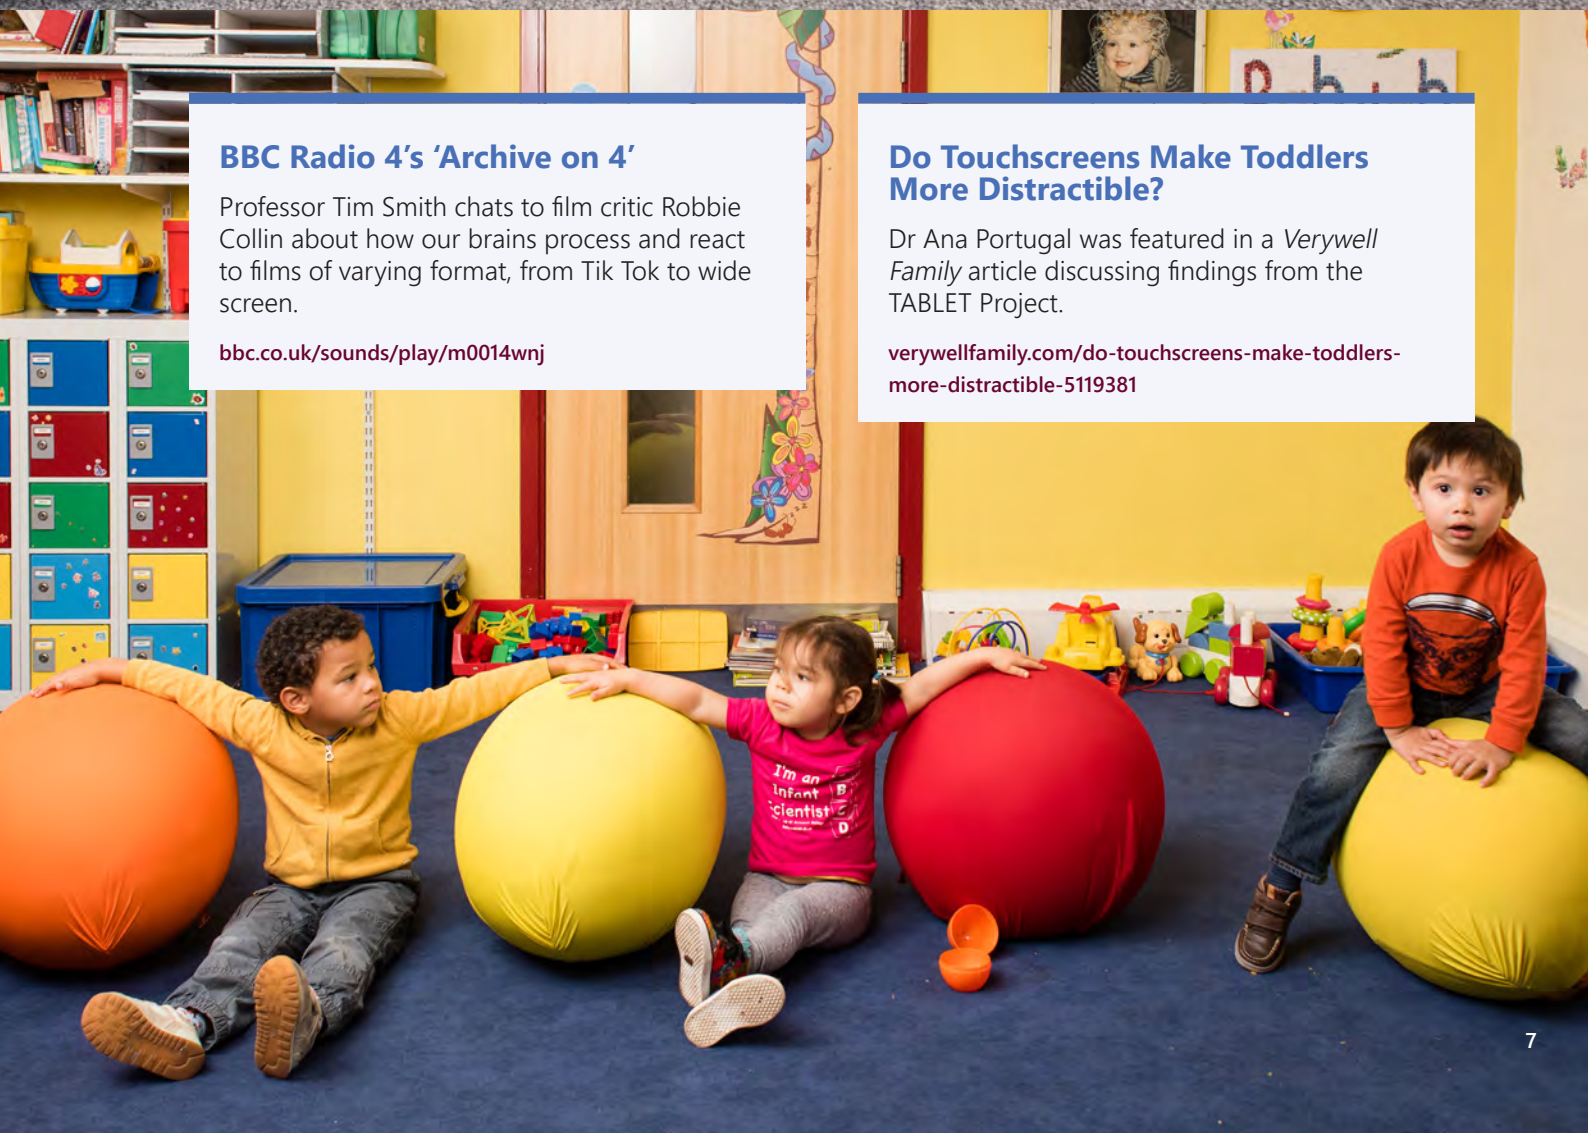 BBC Radio 4’s ‘Archive on 4’
Professor Tim Smith chats to film critic Robbie
Collin about how our brains process and react
to films of varying format, from Tik Tok to wide
screen.
bbc.co.uk/sounds/play/m0014wnj
Do Touchscreens Make Toddlers
More Distractible?
Dr Ana Portugal was featured in a Verywell
Family article discussing findings from the
TABLET Project.
verywellfamily.com/do-touchscreens-make-toddlers-
more-distractible-5119381
I'm an
Infant
Scientist
B
C
D
7